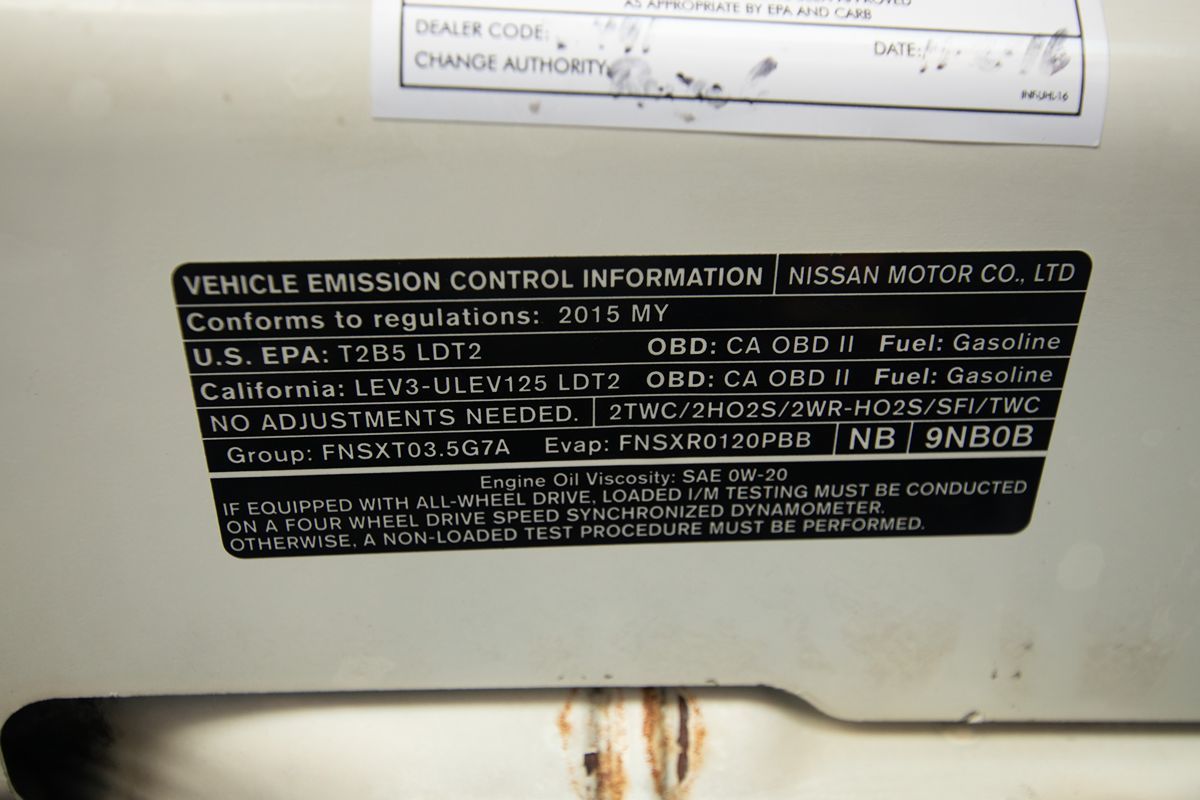 AS APPROPRIATE BY EPA AND CARB
DEALER CODE:
DATE:
CHANGE AUTHORITY
VEHICLE EMISSION CONTROL INFORMATION NISSAN MOTOR CO., LTD
Conforms to regulations: 2015 MY
U.S. EPA: T2B5 LDT2 OBD: CA OBD II Fuel: Gasoline
California: LEV3-ULEV125 LDT2 OBD: CA OBD II Fuel: Gasoline
NO ADJUSTMENTS NEEDED. 2TWC/2HO2S/2WR-HO2S/SFI/TWC
Group: FNSXT03.5G7A Evap: FNSXR0120PBB NB 9NB0B
Engine Oil Viscosity: SAE 0W-20
IF EQUIPPED WITH ALL-WHEEL DRIVE, LOADED I/M TESTING MUST BE CONDUCTED
ON A FOUR WHEEL DRIVE SPEED SYNCHRONIZED DYNAMOMETER.
OTHERWISE, A NON-LOADED TEST PROCEDURE MUST BE PERFORMED.